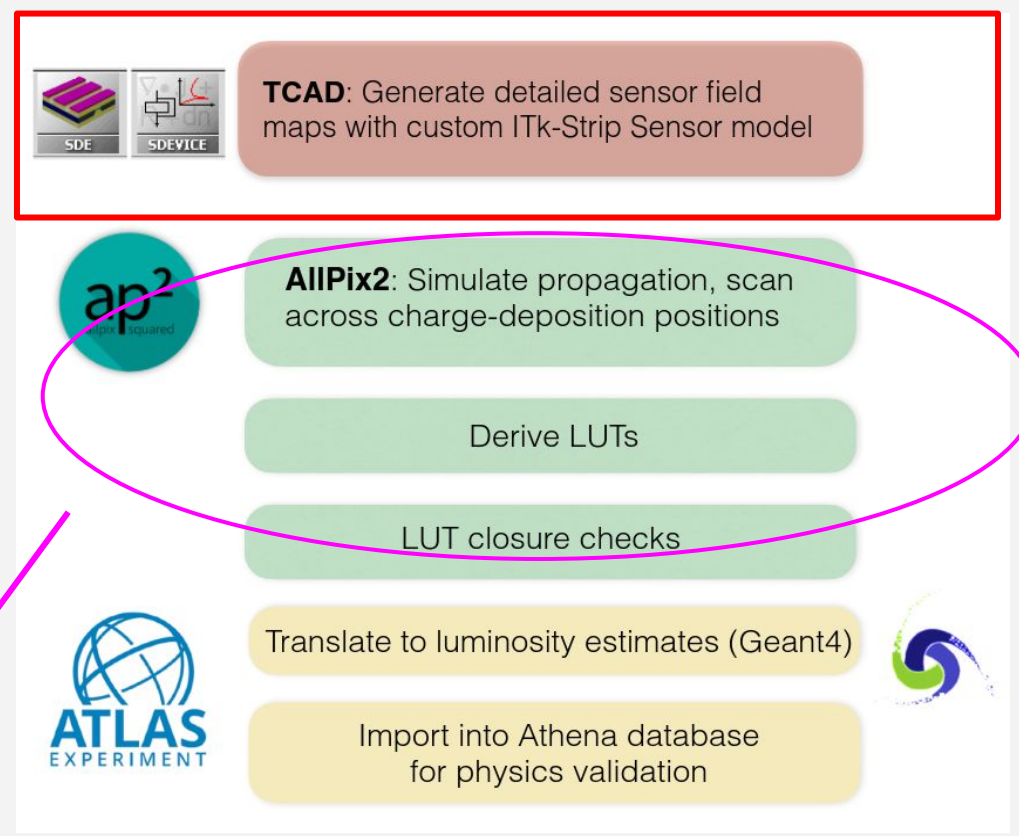 TCAD: Generate detailed sensor field
maps with custom ITk-Strip Sensor model
SDE
SDEVICE
ap2
allpix squared
AllPix2: Simulate propagation, scan
across charge-deposition positions
Derive LUTs
LUT closure checks
Translate to luminosity estimates (Geant4)
ATLAS
EXPERIMENT
Import into Athena database
for physics validation